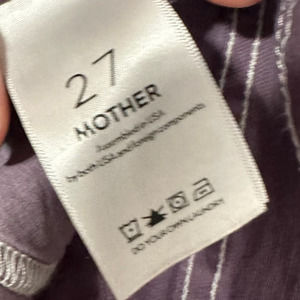 27
MOTHER
Assembled in USA
by both USA and foreign components
DO YOUR OWN LAUNDRY